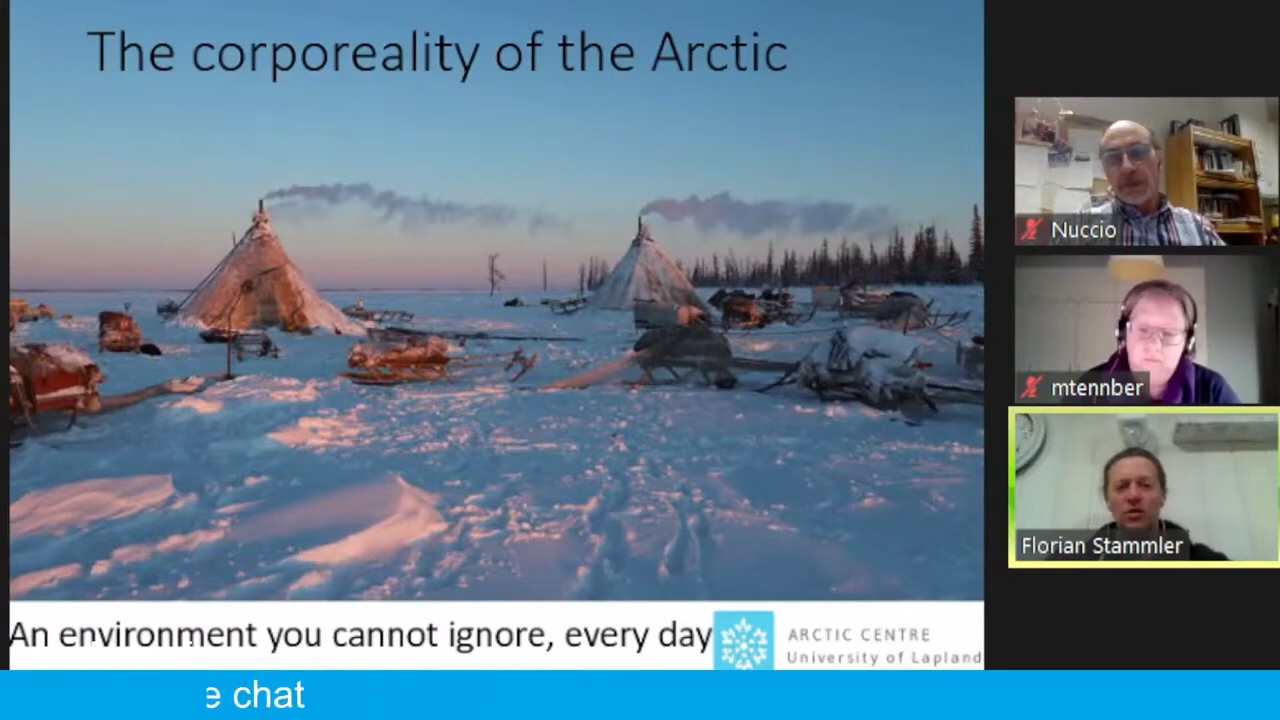 The corporeality of the Arctic
Nuccio
mtennber
Florian Stammler
An environment you cannot ignore, every day
ARCTIC CENTRE
University of Lapland
e chat